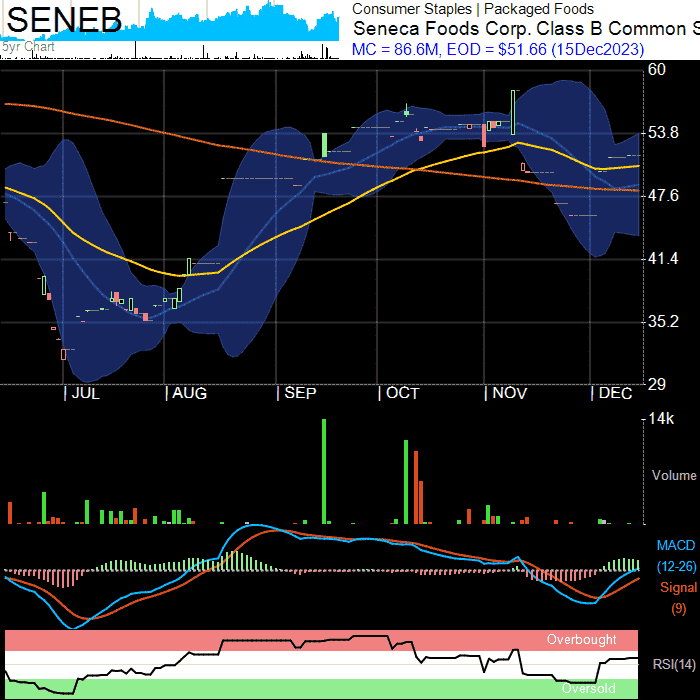 SENEB
5yr Chart
Consumer Staples | Packaged Foods
Seneca Foods Corp. Class B Common S
MC = 86.6M, EOD = $51.66 (15Dec2023)
60
53.8
47.6
41.4
35.2
29
JUL
AUG
SEP
OCT
NOV
DEC
14k
Volume
MACD
(12-26)
Signal
(9)
Overbought
RSI(14)
Oversold